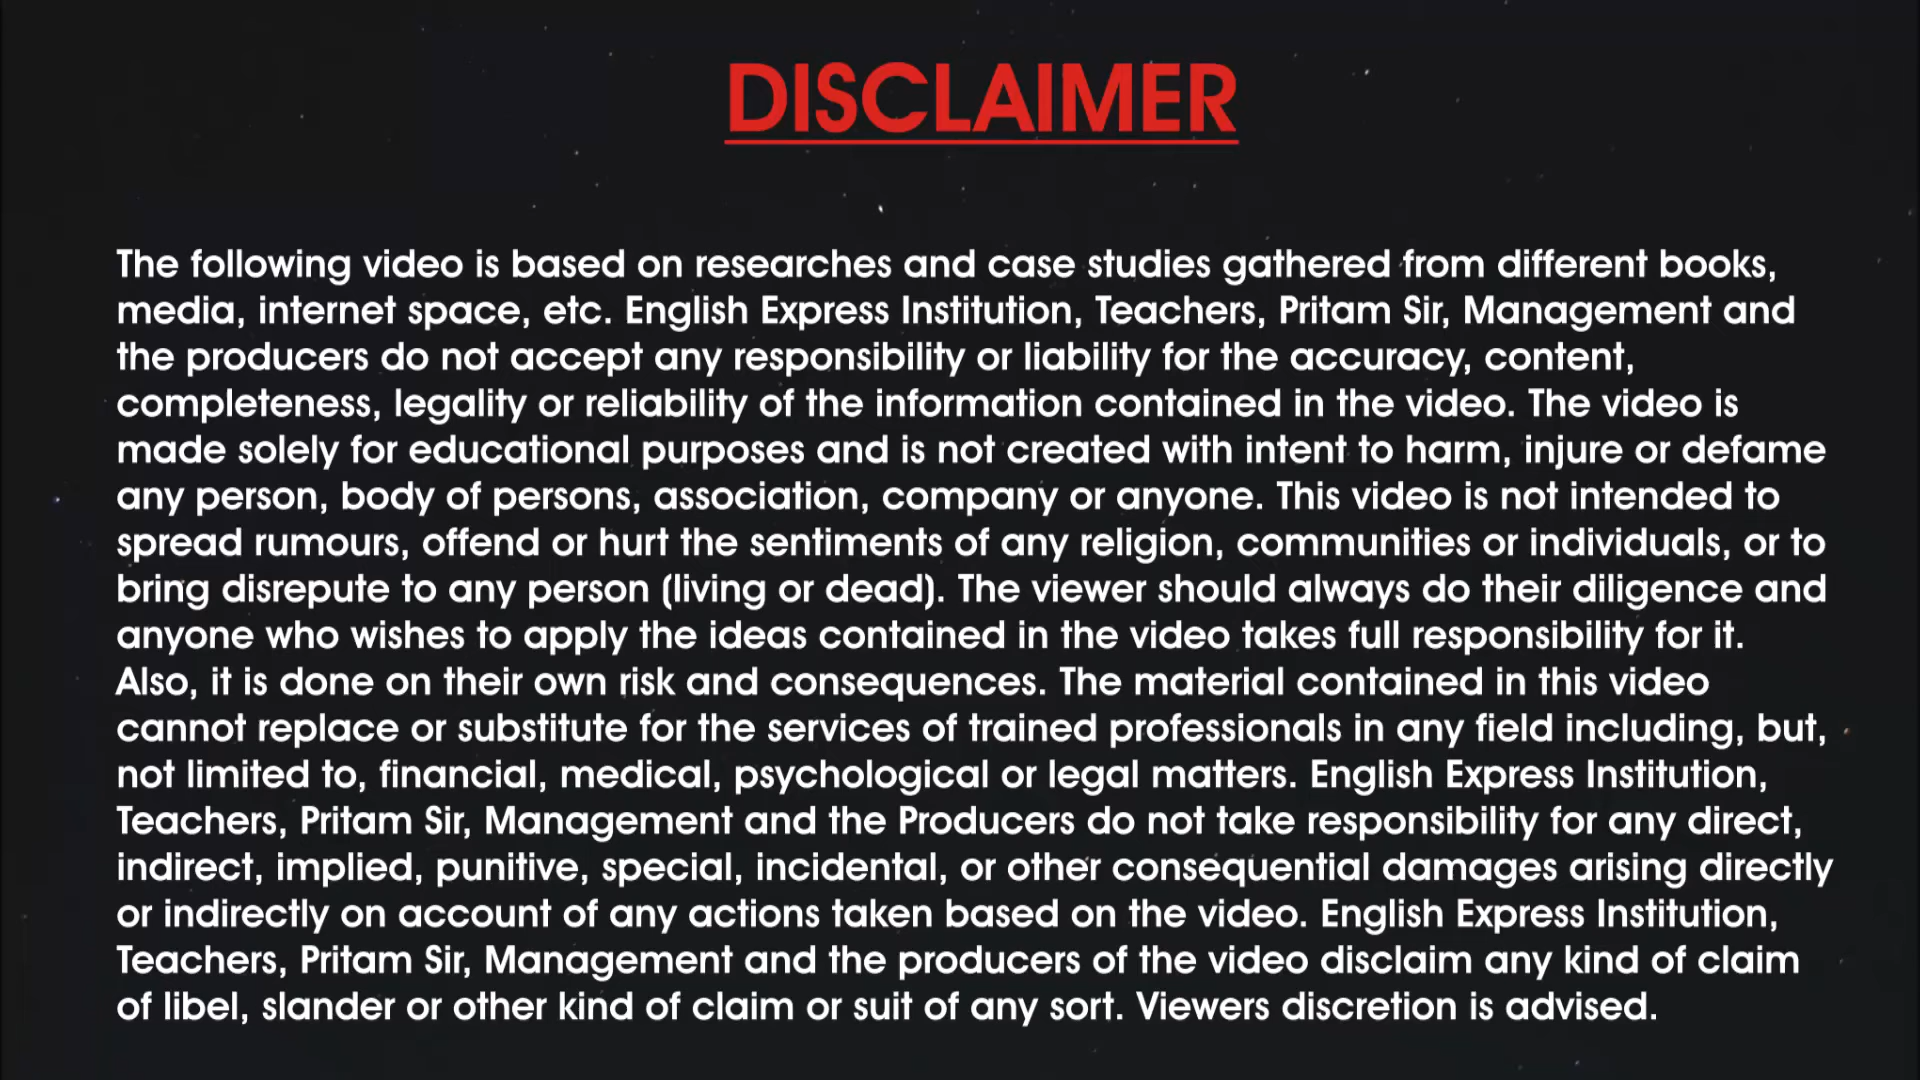 DISCLAIMER
The following video is based on researches and case studies gathered from different books,
media, internet space, etc. English Express Institution, Teachers, Pritam Sir, Management and
the producers do not accept any responsibility or liability for the accuracy, content,
completeness, legality or reliability of the information contained in the video. The video is
made solely for educational purposes and is not created with intent to harm, injure or defame
any person, body of persons, association, company or anyone. This video is not intended to
spread rumours, offend or hurt the sentiments of any religion, communities or individuals, or to
bring disrepute to any person (living or dead). The viewer should always do their diligence and
anyone who wishes to apply the ideas contained in the video takes full responsibility for it.
Also, it is done on their own risk and consequences. The material contained in this video
cannot replace or substitute for the services of trained professionals in any field including, but,
not limited to, financial, medical, psychological or legal matters. English Express Institution,
Teachers, Pritam Sir, Management and the Producers do not take responsibility for any direct,
indirect, implied, punitive, special, incidental, or other consequential damages arising directly
or indirectly on account of any actions taken based on the video. English Express Institution,
Teachers, Pritam Sir, Management and the producers of the video disclaim any kind of claim
of libel, slander or other kind of claim or suit of any sort. Viewers discretion is advised.